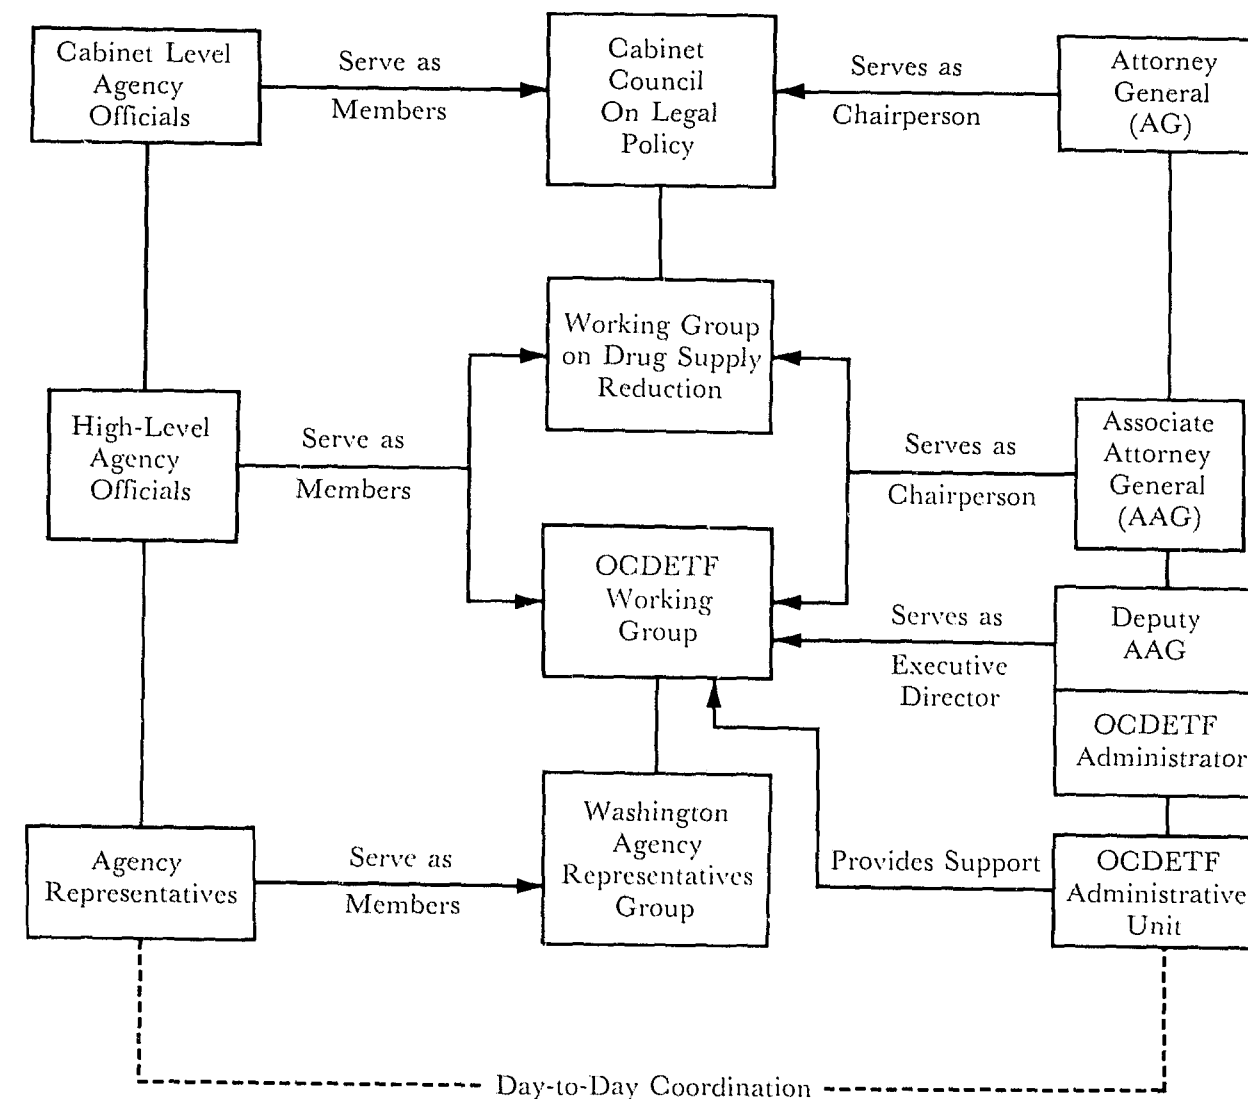 Cabinet Level
Agency
Officials
Serve as
Members
Cabinet
Council
On Legal
Policy
Serves as
Chairperson
Attorney
General
(AG)
Working Group
on Drug Supply
Reduction
High-Level
Agency
Officials
Serve as
Members
Serves as
Chairperson
Associate
Attorney
General
(AAG)
OCDETF
Working
Group
Serves as
Executive
Director
Deputy
AAG
OCDETF
Administrator
Agency
Representatives
Serve as
Members
Washington
Agency
Representatives
Group
Provides Support
OCDETF
Administrative
Unit
Day-to-Day Coordination